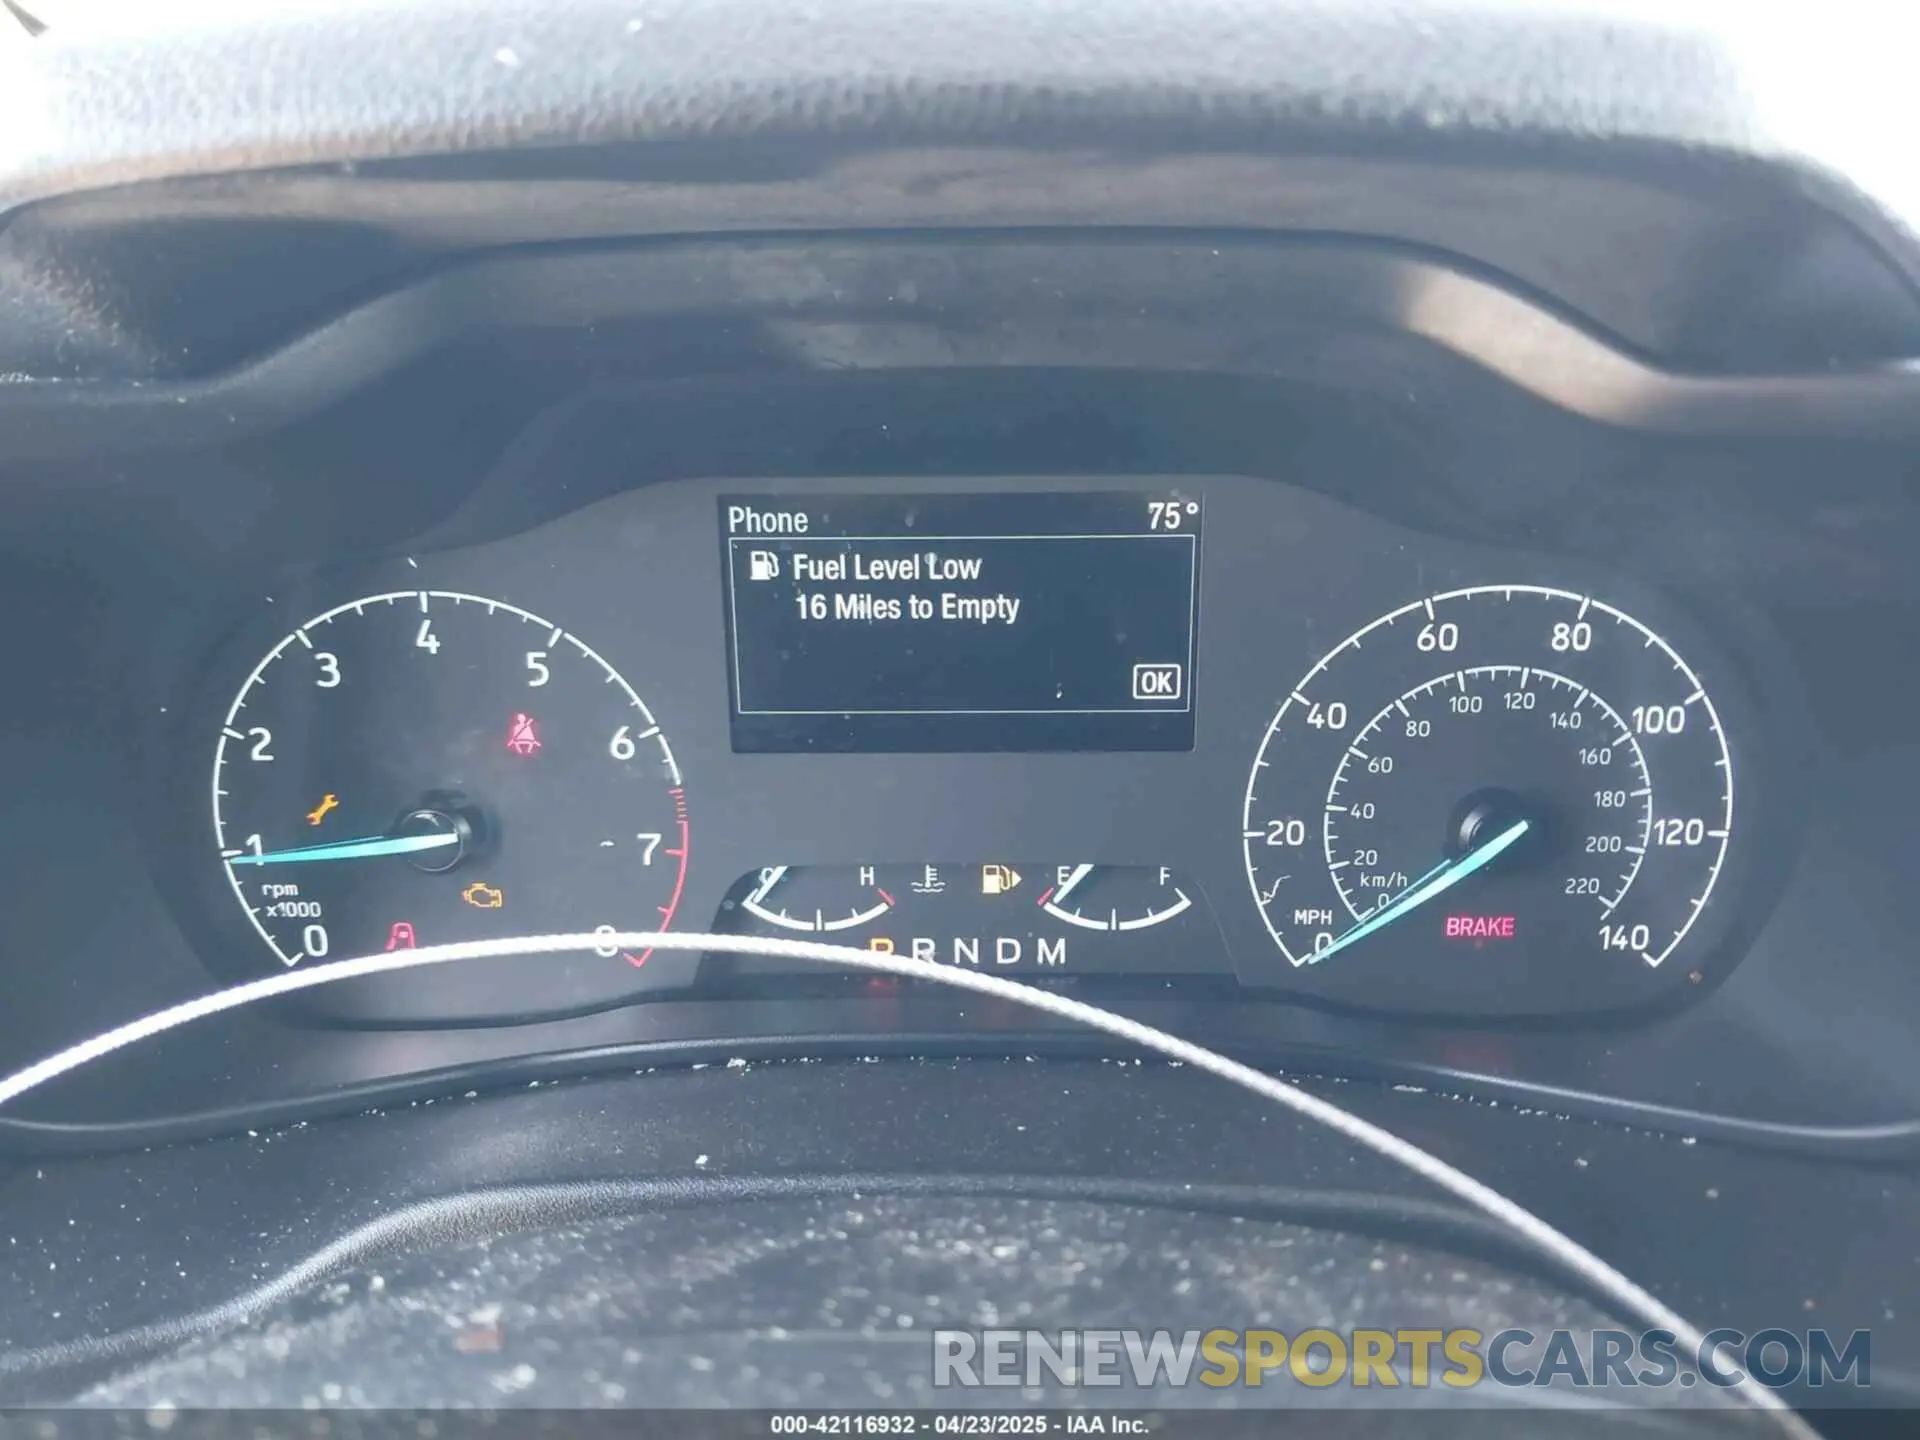 Phone 75°
Fuel Level Low
16 Miles to Empty
OK
0 1 2 3 4 5 6 7 8
rpm
x1000
H
E F
P R N D M
0 20 40 60 80 100 120 140
MPH
0 20 40 60 80 100 120 140 160 180 200 220
km/h
BRAKE
RENEWSPORTSCARS.COM
000-42116932 - 04/23/2025 - IAA Inc.